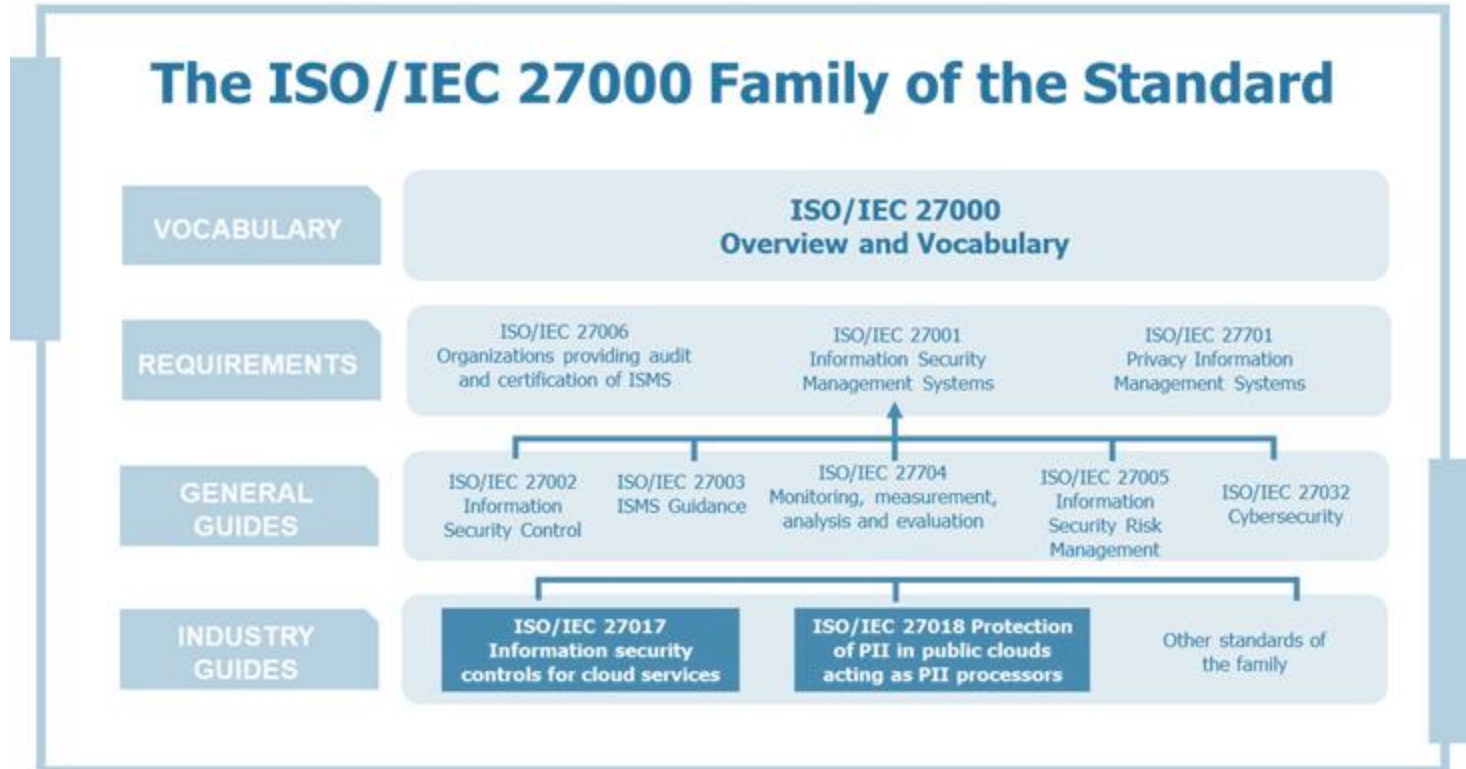 The ISO/IEC 27000 Family of the Standard
VOCABULARY
ISO/IEC 27000
Overview and Vocabulary
REQUIREMENTS
ISO/IEC 27006
Organizations providing audit
and certification of ISMS
ISO/IEC 27001
Information Security
Management Systems
ISO/IEC 27701
Privacy Information
Management Systems
GENERAL
GUIDES
ISO/IEC 27002
Information
Security Control
ISO/IEC 27003
ISMS Guidance
ISO/IEC 27704
Monitoring, measurement,
analysis and evaluation
ISO/IEC 27005
Information
Security Risk
Management
ISO/IEC 27032
Cybersecurity
INDUSTRY
GUIDES
ISO/IEC 27017
Information security
controls for cloud services
ISO/IEC 27018 Protection
of PII in public clouds
acting as PII processors
Other standards of
the family